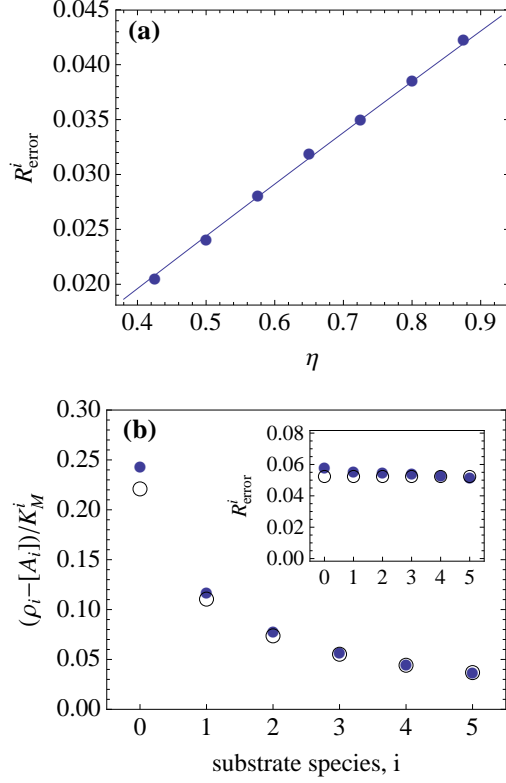 (a)
0.045
0.040
0.035
0.030
0.025
0.020
R^i_error
0.4 0.5 0.6 0.7 0.8 0.9
η
(b)
0.30
0.25
0.20
0.15
0.10
0.05
0.00
(ρ_i−[A_i])/K^i_M
0 1 2 3 4 5
substrate species, i
0.08
0.06
0.04
0.02
0.00
R^i_error
0 1 2 3 4 5